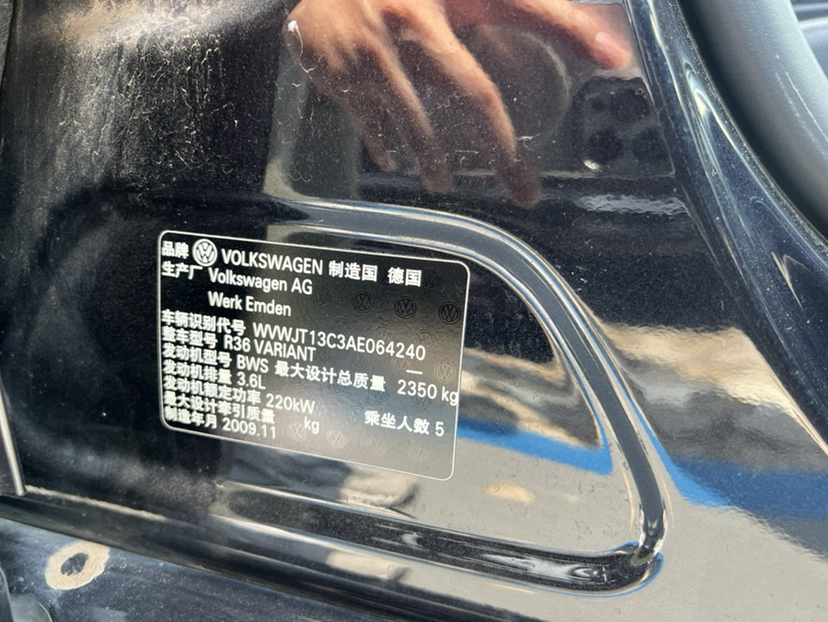 品牌 VOLKSWAGEN 制造国 德国
生产厂 Volkswagen AG
Werk Emden
车辆识别代号 WVWJT13C3AE064240
整车型号 R36 VARIANT
发动机型号 BWS 最大设计总质量 2350 kg
发动机排量 3.6L
发动机额定功率 220kW 乘坐人数 5
最大设计牵引质量 — kg
制造年月 2009.11